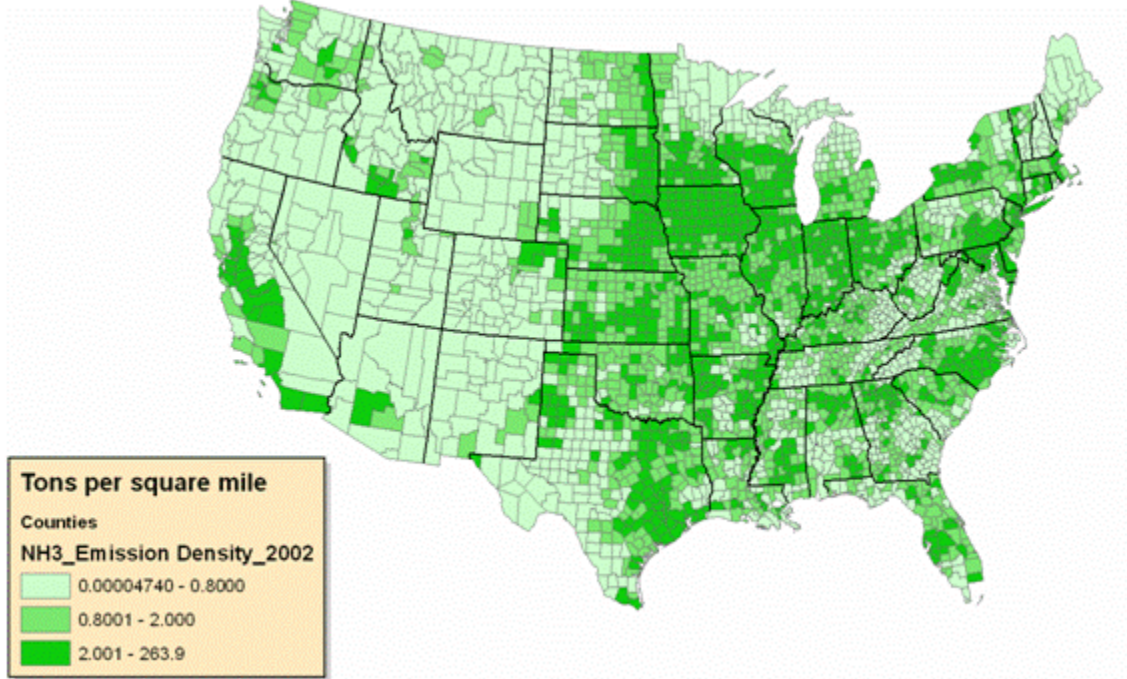 Tons per square mile
Counties
NH3_Emission Density_2002
0.00004740 - 0.8000
0.8001 - 2.000
2.001 - 263.9